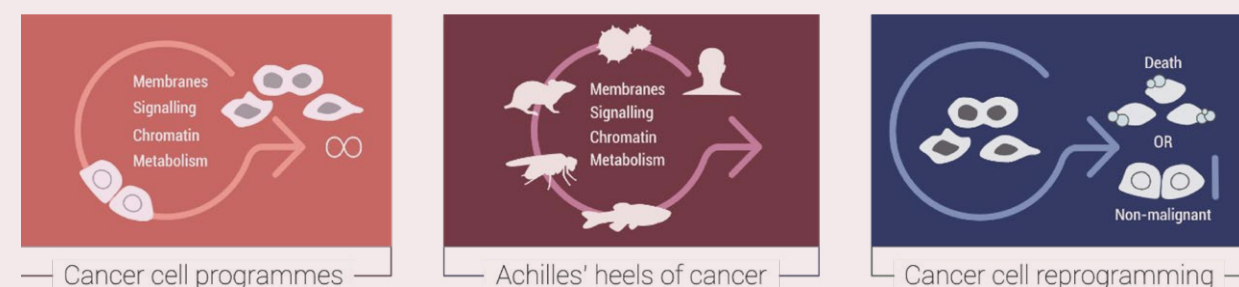 Membranes
Signalling
Chromatin
Metabolism
∞
Cancer cell programmes
Membranes
Signalling
Chromatin
Metabolism
Achilles' heels of cancer
Death
OR
Non-malignant
Cancer cell reprogramming